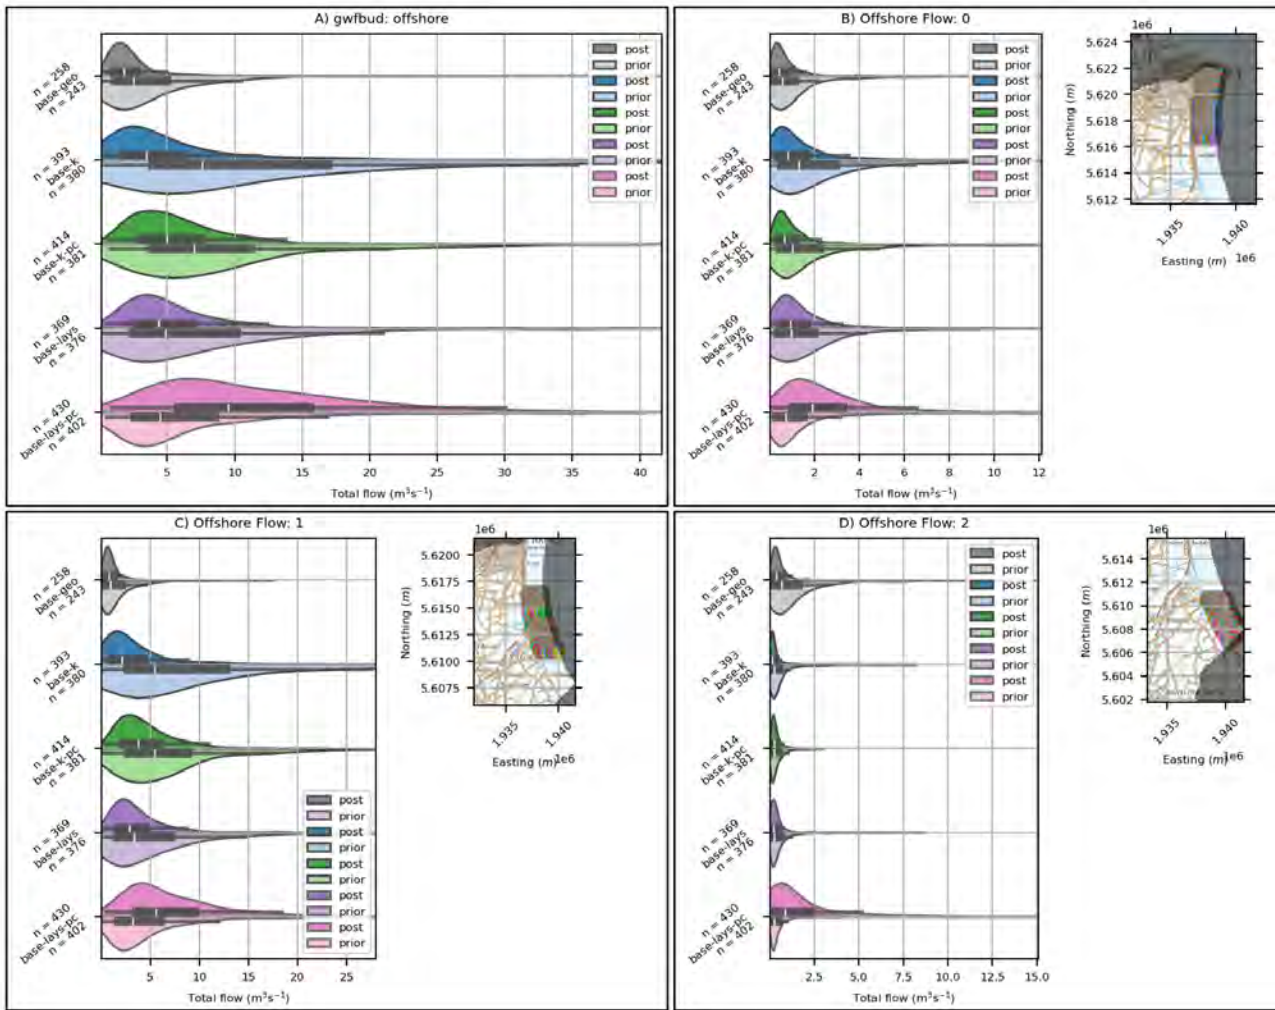 A) gwfbud: offshore
n = 258
base-geo
n = 243
n = 393
base-k
n = 380
n = 414
base-k-pc
n = 381
n = 369
base-lays
n = 376
n = 430
base-lays-pc
n = 402
post
prior
post
prior
post
prior
post
prior
post
prior
5 10 15 20 25 30 35 40
Total flow (m³s⁻¹)
B) Offshore Flow: 0
n = 258
base-geo
n = 243
n = 393
base-k
n = 380
n = 414
base-k-pc
n = 381
n = 369
base-lays
n = 376
n = 430
base-lays-pc
n = 402
post
prior
post
prior
post
prior
post
prior
post
prior
2 4 6 8 10 12
Total flow (m³s⁻¹)
1e6
5.624
5.622
5.620
5.618
5.616
5.614
5.612
Northing (m)
1.935
1.940
1e6
Easting (m)
C) Offshore Flow: 1
n = 258
base-geo
n = 243
n = 393
base-k
n = 380
n = 414
base-k-pc
n = 381
n = 369
base-lays
n = 376
n = 430
base-lays-pc
n = 402
post
prior
post
prior
post
prior
post
prior
post
prior
5 10 15 20 25
Total flow (m³s⁻¹)
1e6
5.6200
5.6175
5.6150
5.6125
5.6100
5.6075
Northing (m)
1.935
1.940
1e6
Easting (m)
D) Offshore Flow: 2
n = 258
base-geo
n = 243
n = 393
base-k
n = 380
n = 414
base-k-pc
n = 381
n = 369
base-lays
n = 376
n = 430
base-lays-pc
n = 402
post
prior
post
prior
post
prior
post
prior
post
prior
2.5 5.0 7.5 10.0 12.5 15.0
Total flow (m³s⁻¹)
1e6
5.614
5.612
5.610
5.608
5.606
5.604
5.602
Northing (m)
1.935
1.940
1e6
Easting (m)